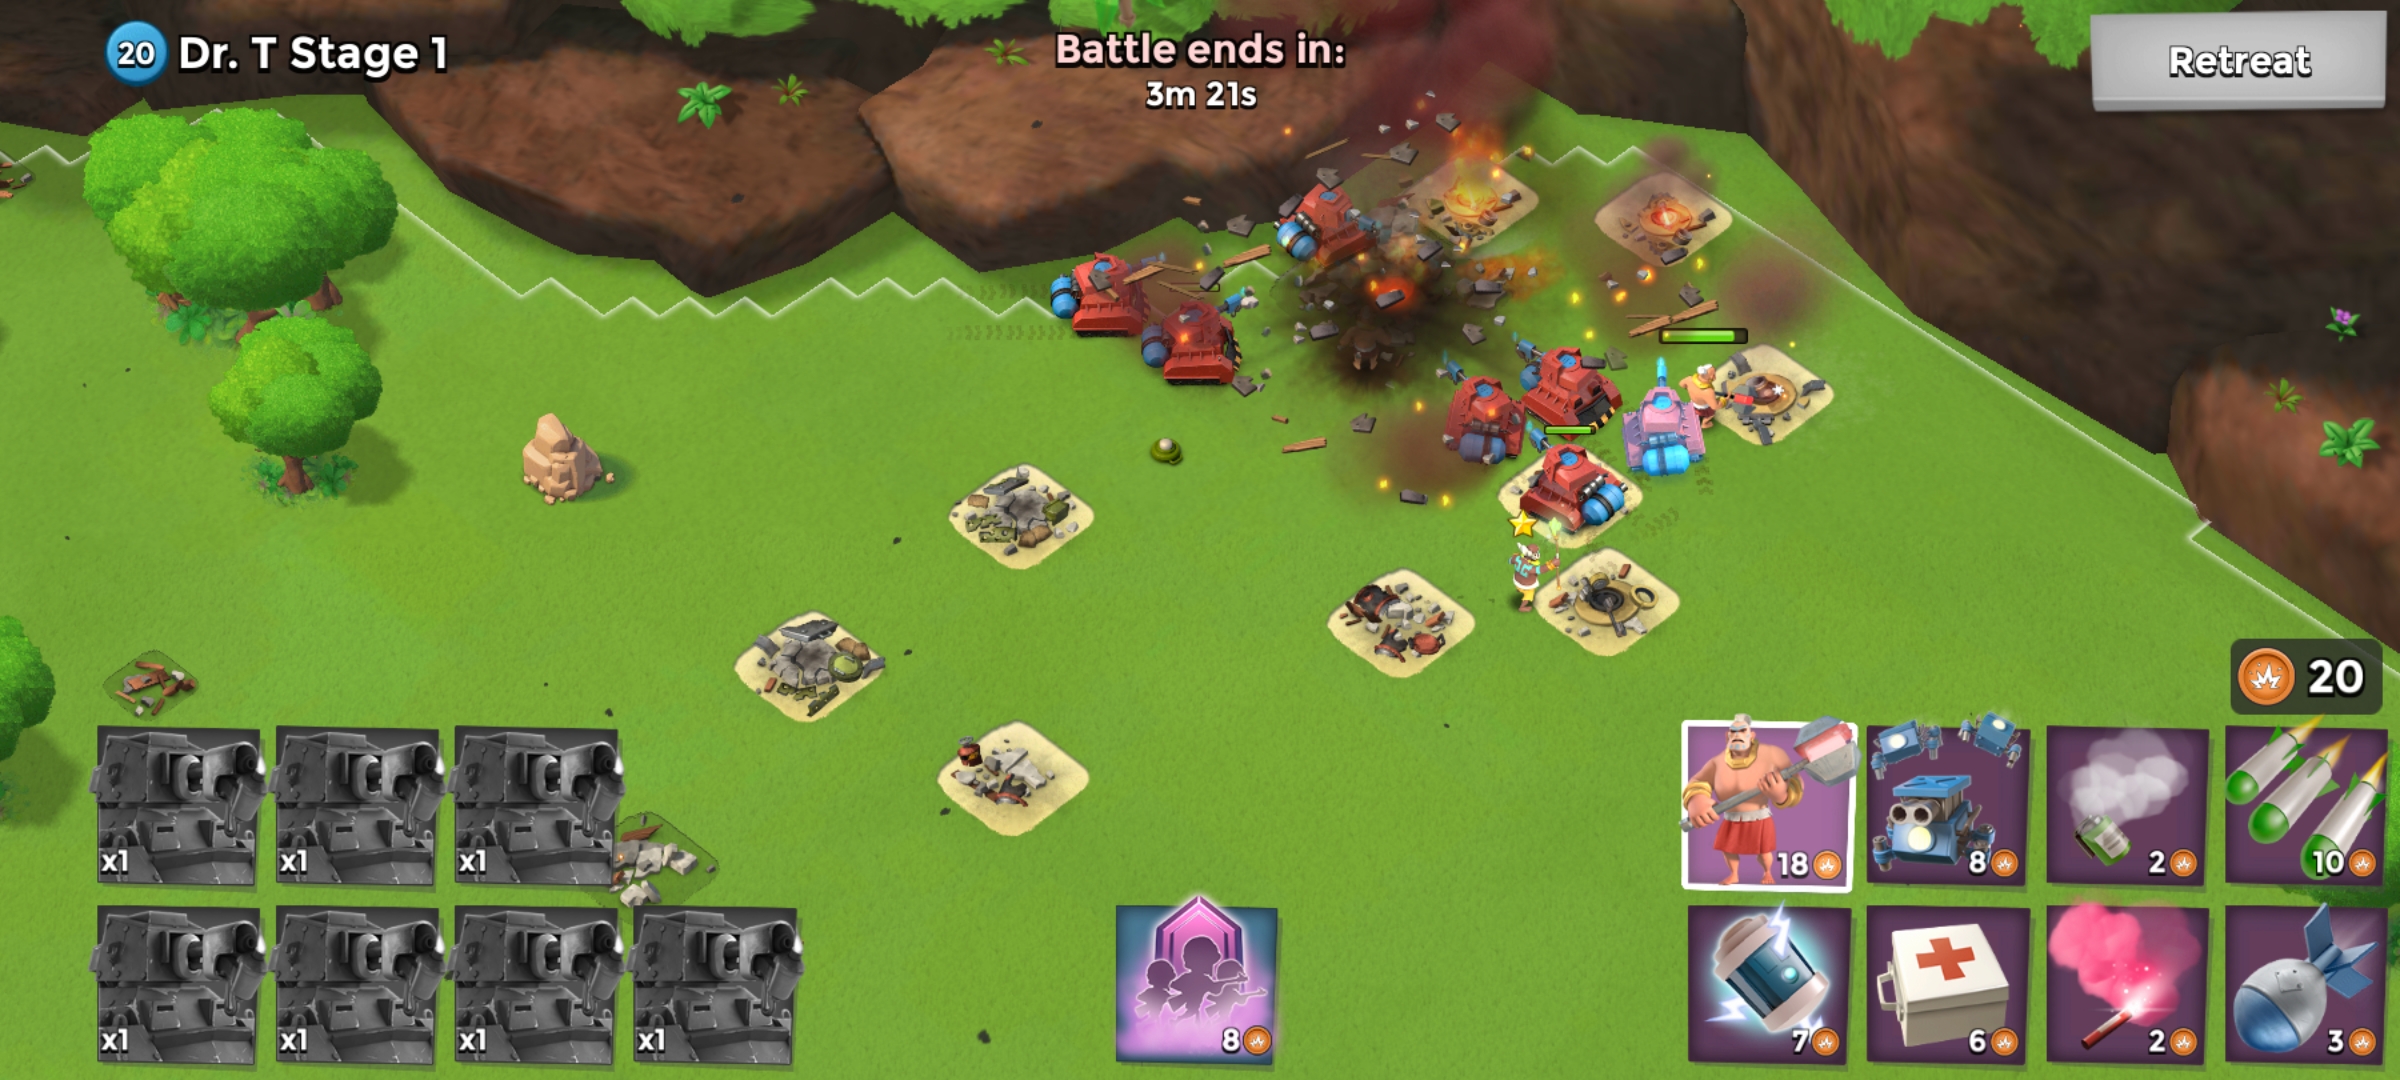 20 Dr. T Stage 1
Battle ends in:
3m 21s
Retreat
20
x1 x1 x1
18 8 2 10
x1 x1 x1 x1
8
7 6 2 3